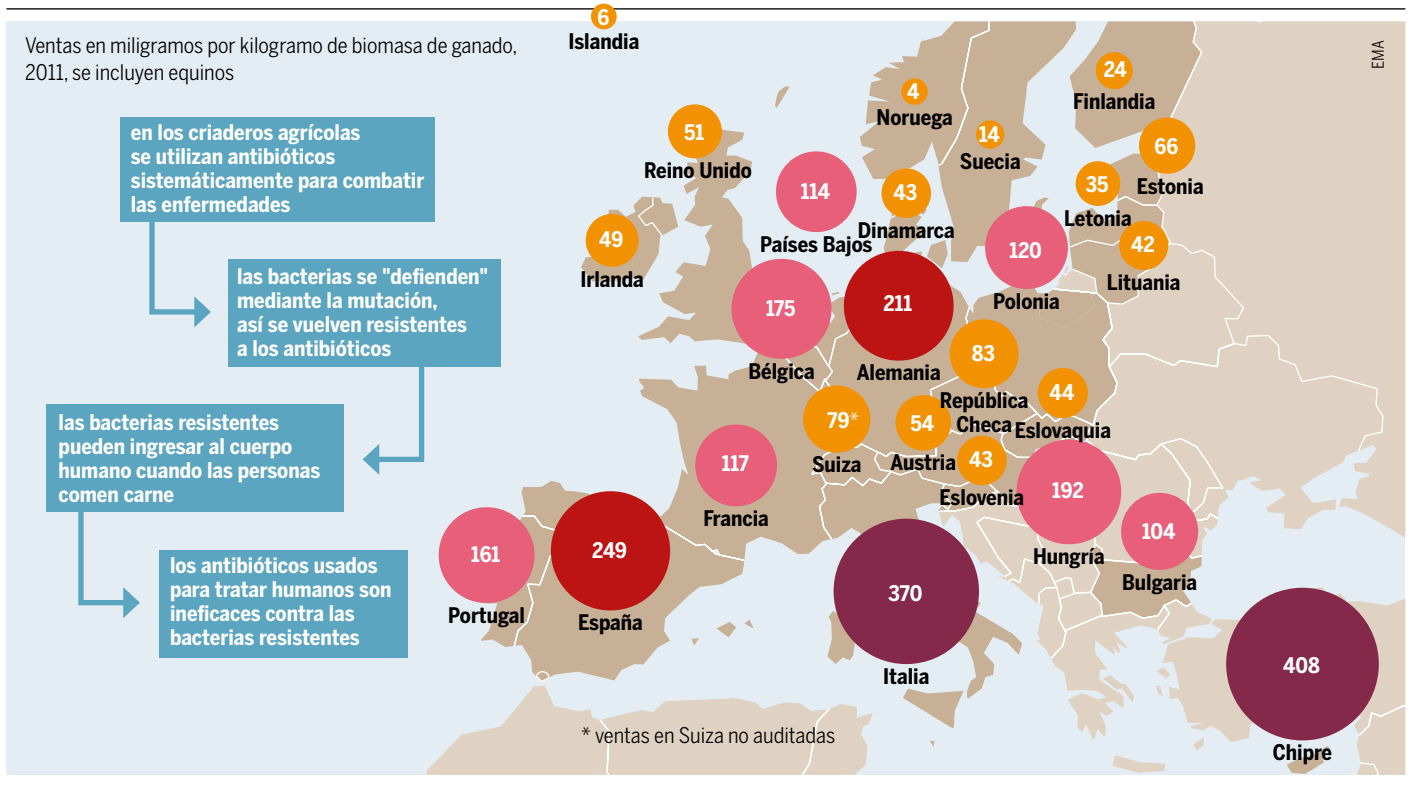 Ventas en miligramos por kilogramo de biomasa de ganado,
2011, se incluyen equinos
EMA
en los criaderos agrícolas
se utilizan antibióticos
sistemáticamente para combatir
las enfermedades
las bacterias se "defienden"
mediante la mutación,
así se vuelven resistentes
a los antibióticos
las bacterias resistentes
pueden ingresar al cuerpo
humano cuando las personas
comen carne
los antibióticos usados
para tratar humanos son
ineficaces contra las
bacterias resistentes
6
Islandia
4
Noruega
14
Suecia
24
Finlandia
66
Estonia
35
Letonia
42
Lituania
51
Reino Unido
49
Irlanda
114
Países Bajos
43
Dinamarca
120
Polonia
175
Bélgica
211
Alemania
83
República
Checa
44
Eslovaquia
79*
Suiza
54
Austria
43
Eslovenia
117
Francia
192
Hungría
104
Bulgaria
161
Portugal
249
España
370
Italia
408
Chipre
* ventas en Suiza no auditadas